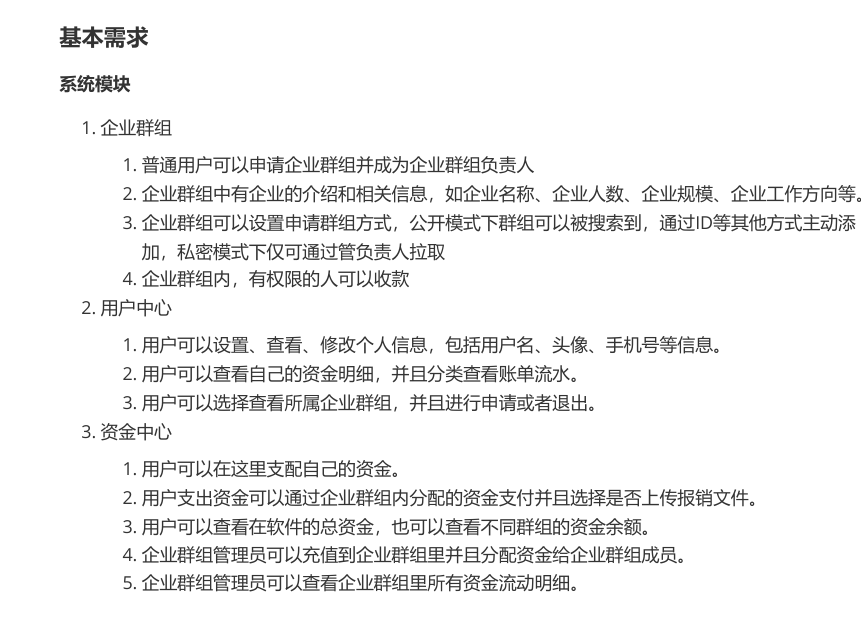 基本需求
系统模块
1. 企业群组
1. 普通用户可以申请企业群组并成为企业群组负责人
2. 企业群组中有企业的介绍和相关信息，如企业名称、企业人数、企业规模、企业工作方向等。
3. 企业群组可以设置申请群组方式，公开模式下群组可以被搜索到，通过ID等其他方式主动添
加，私密模式下仅可通过管负责人拉取
4. 企业群组内，有权限的人可以收款
2. 用户中心
1. 用户可以设置、查看、修改个人信息，包括用户名、头像、手机号等信息。
2. 用户可以查看自己的资金明细，并且分类查看账单流水。
3. 用户可以选择查看所属企业群组，并且进行申请或者退出。
3. 资金中心
1. 用户可以在这里支配自己的资金。
2. 用户支出资金可以通过企业群组内分配的资金支付并且选择是否上传报销文件。
3. 用户可以查看在软件的总资金，也可以查看不同群组的资金余额。
4. 企业群组管理员可以充值到企业群组里并且分配资金给企业群组成员。
5. 企业群组管理员可以查看企业群组里所有资金流动明细。